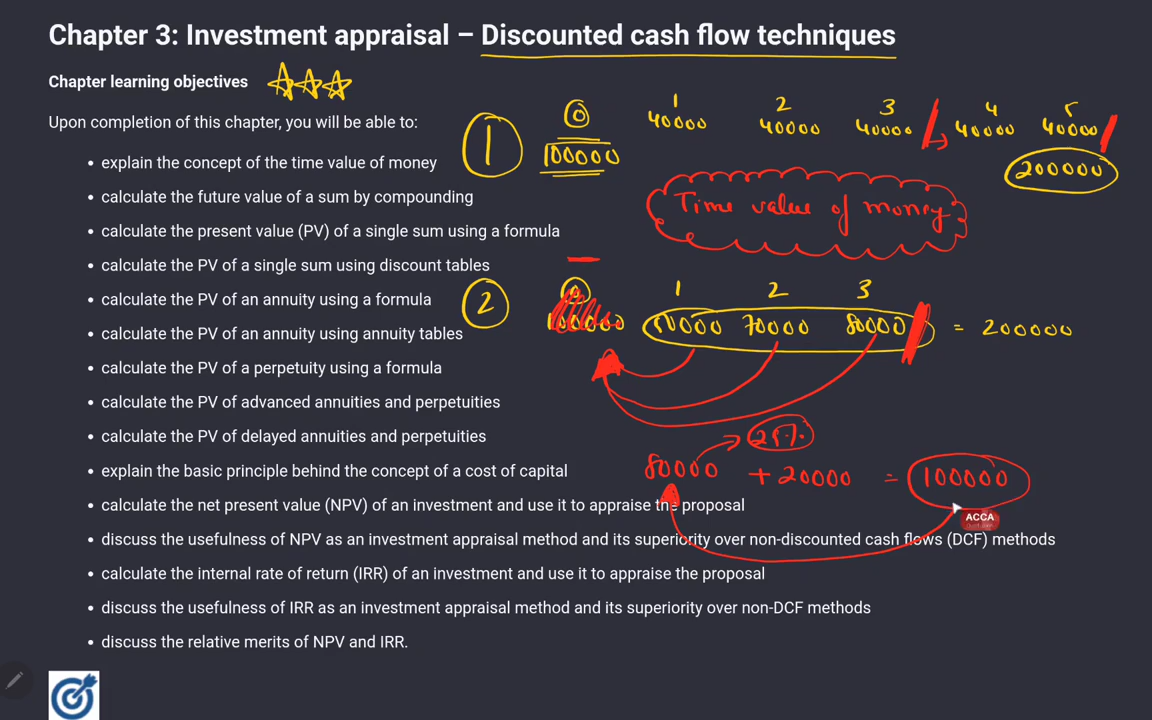 Chapter 3: Investment appraisal – Discounted cash flow techniques
Chapter learning objectives
Upon completion of this chapter, you will be able to:
• explain the concept of the time value of money
• calculate the future value of a sum by compounding
• calculate the present value (PV) of a single sum using a formula
• calculate the PV of a single sum using discount tables
• calculate the PV of an annuity using a formula
• calculate the PV of an annuity using annuity tables
• calculate the PV of a perpetuity using a formula
• calculate the PV of advanced annuities and perpetuities
• calculate the PV of delayed annuities and perpetuities
• explain the basic principle behind the concept of a cost of capital
• calculate the net present value (NPV) of an investment and use it to appraise the proposal
• discuss the usefulness of NPV as an investment appraisal method and its superiority over non-discounted cash flows (DCF) methods
• calculate the internal rate of return (IRR) of an investment and use it to appraise the proposal
• discuss the usefulness of IRR as an investment appraisal method and its superiority over non-DCF methods
• discuss the relative merits of NPV and IRR.
0 1 2 3 4 5
1 100000 40000 40000 40000 40000 40000
200000
Time value of money
0 1 2 3
2 100000 70000 80000 = 200000
25%
80000 + 20000 = 100000
ACCA